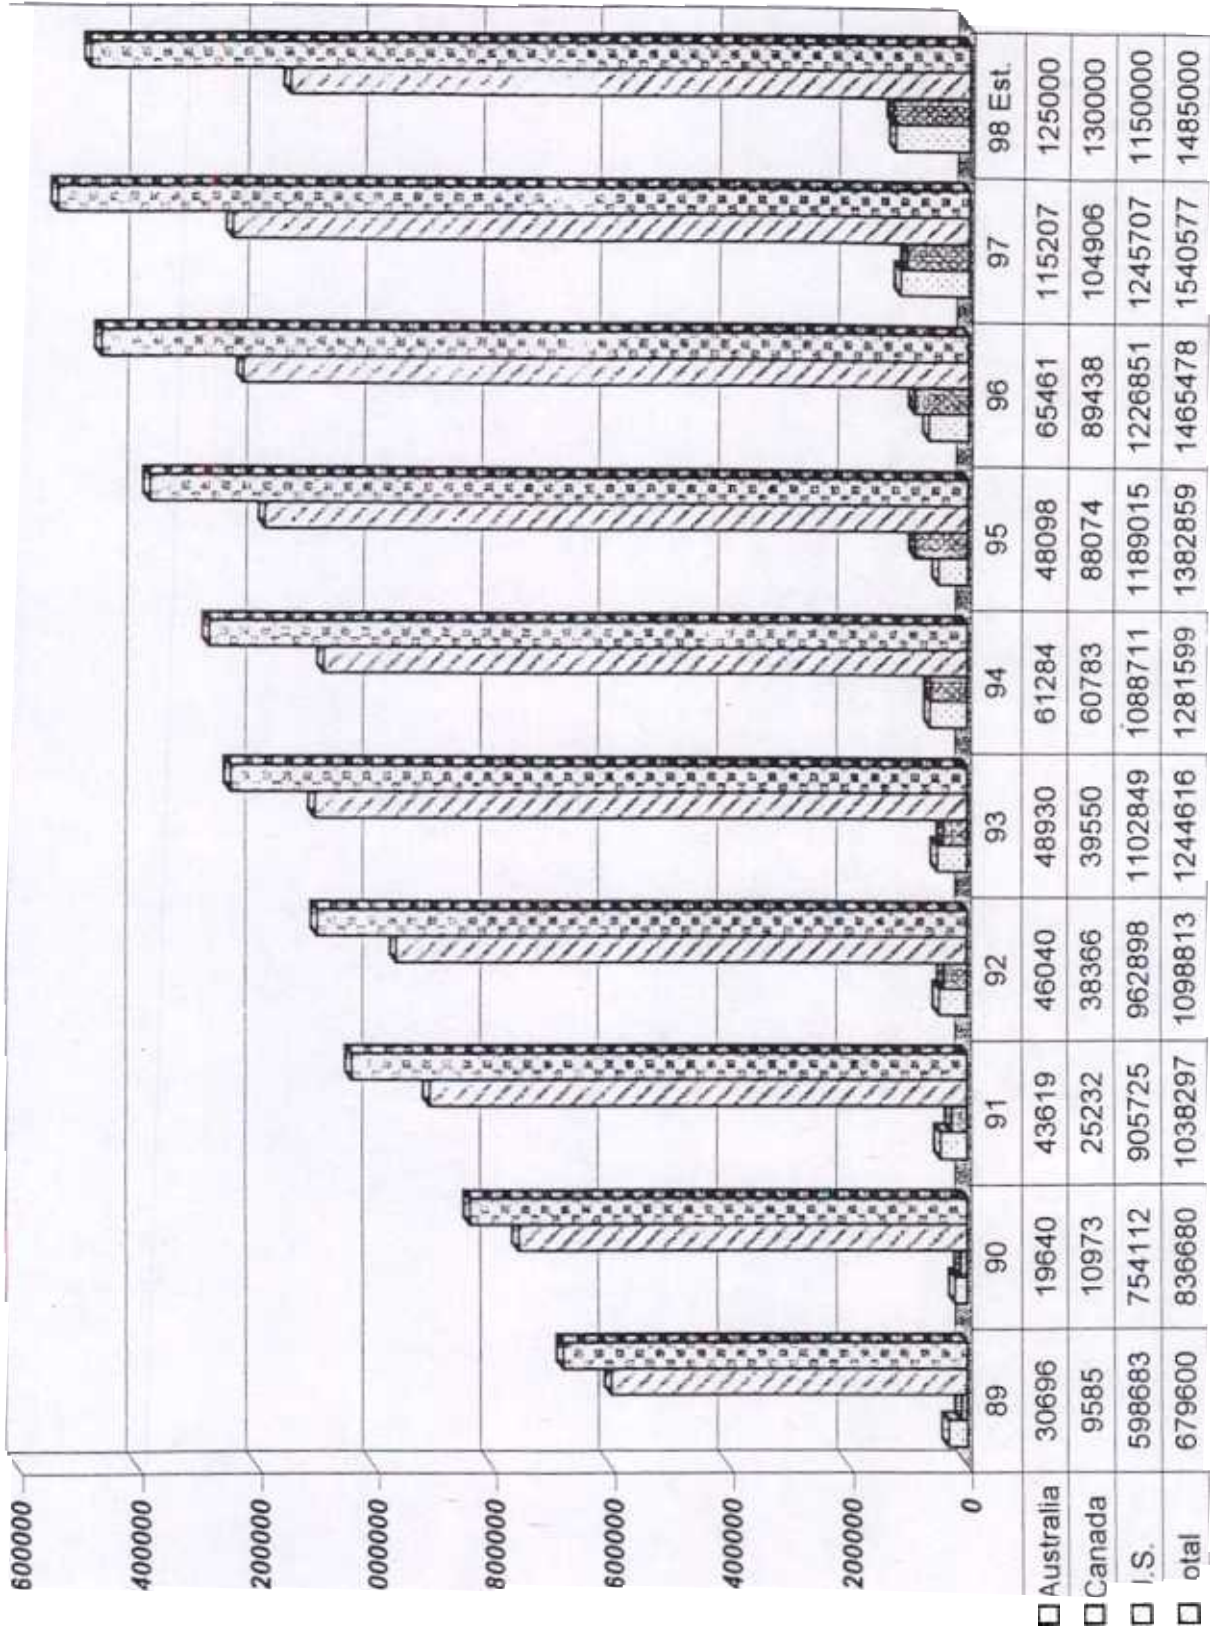 600000
400000
200000
000000
800000
600000
400000
200000
0
89 90 91 92 93 94 95 96 97 98 Est.
Australia 30696 19640 43619 46040 48930 61284 48098 65461 115207 125000
Canada 9585 10973 25232 38366 39550 60783 88074 89438 104906 130000
.S. 598683 754112 905725 962898 1102849 1088711 1189015 1226851 1245707 1150000
otal 679600 836680 1038297 1098813 1244616 1281599 1382859 1465478 1540577 1485000